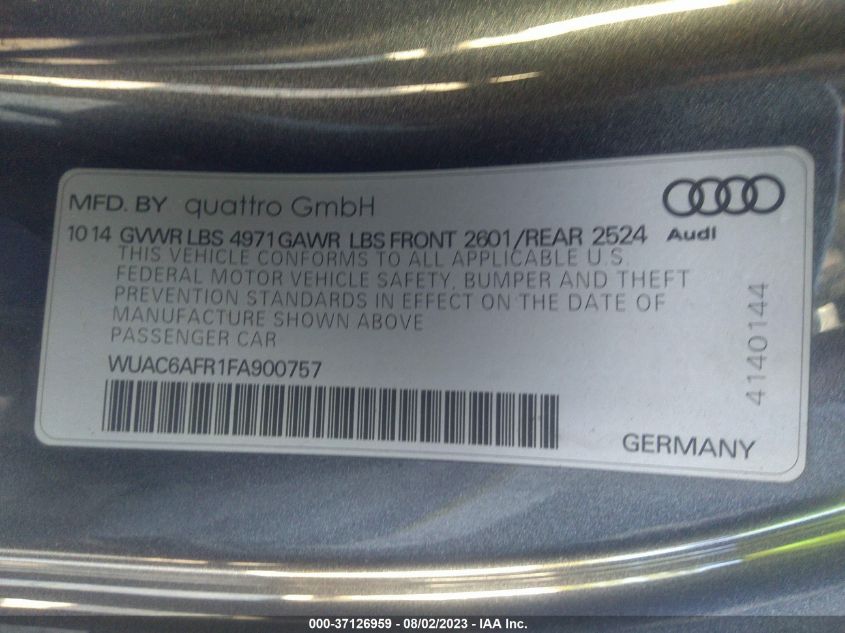 MFD. BY quattro GmbH
Audi
10 14 GVWR LBS 4971 GAWR LBS FRONT 2601/REAR 2524
THIS VEHICLE CONFORMS TO ALL APPLICABLE U.S.
FEDERAL MOTOR VEHICLE SAFETY, BUMPER AND THEFT
PREVENTION STANDARDS IN EFFECT ON THE DATE OF
MANUFACTURE SHOWN ABOVE
PASSENGER CAR
WUAC6AFR1FA900757
4140144
GERMANY
000-37126959 - 08/02/2023 - IAA Inc.